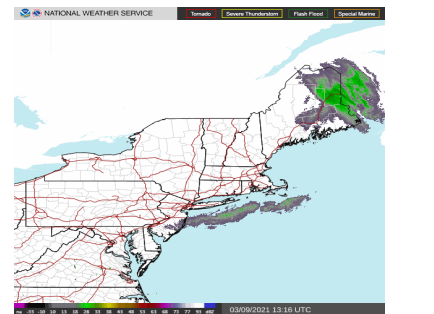 NATIONAL WEATHER SERVICE
Tornado Severe Thunderstorm Flash Flood Special Marine
03/09/2021 13:16 UTC